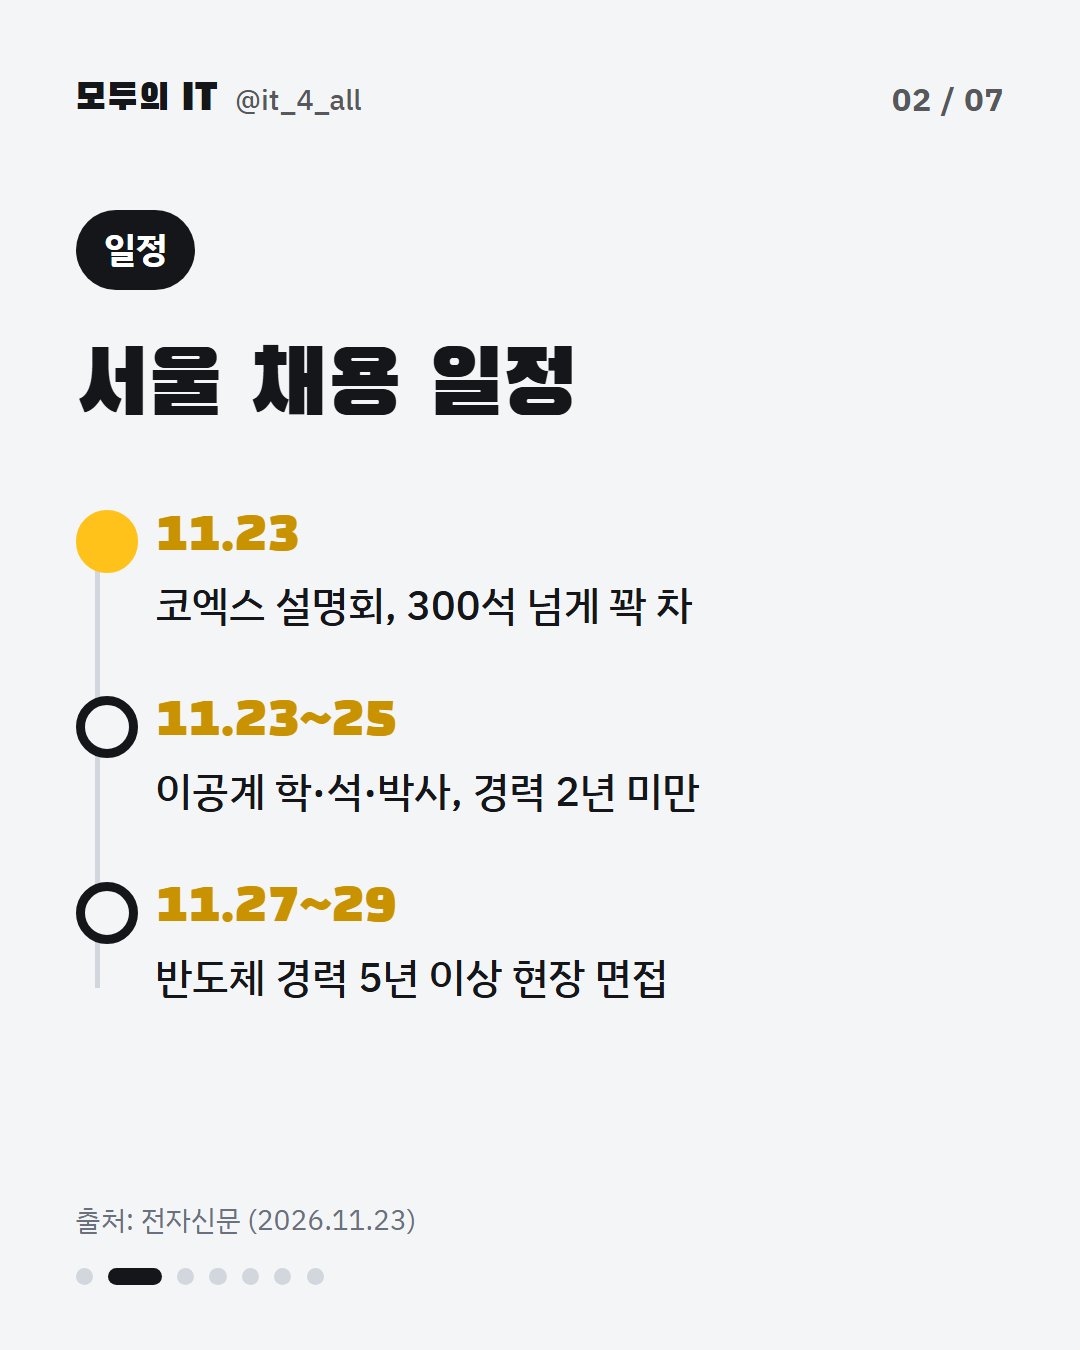 모두의 IT @it_4_all 02 / 07
일정
서울 채용 일정
11.23
코엑스 설명회, 300석 넘게 꽉 차
11.23~25
이공계 학·석·박사, 경력 2년 미만
11.27~29
반도체 경력 5년 이상 현장 면접
출처: 전자신문 (2026.11.23)